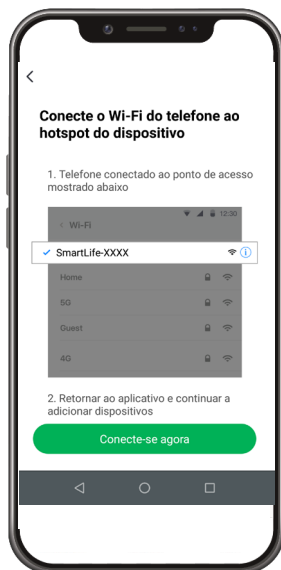 Conecte o Wi-Fi do telefone ao
hotspot do dispositivo
1. Telefone conectado ao ponto de acesso
mostrado abaixo
12:30
< Wi-Fi
SmartLife-XXXX
Home
5G
Guest
4G
2. Retornar ao aplicativo e continuar a
adicionar dispositivos
Conecte-se agora